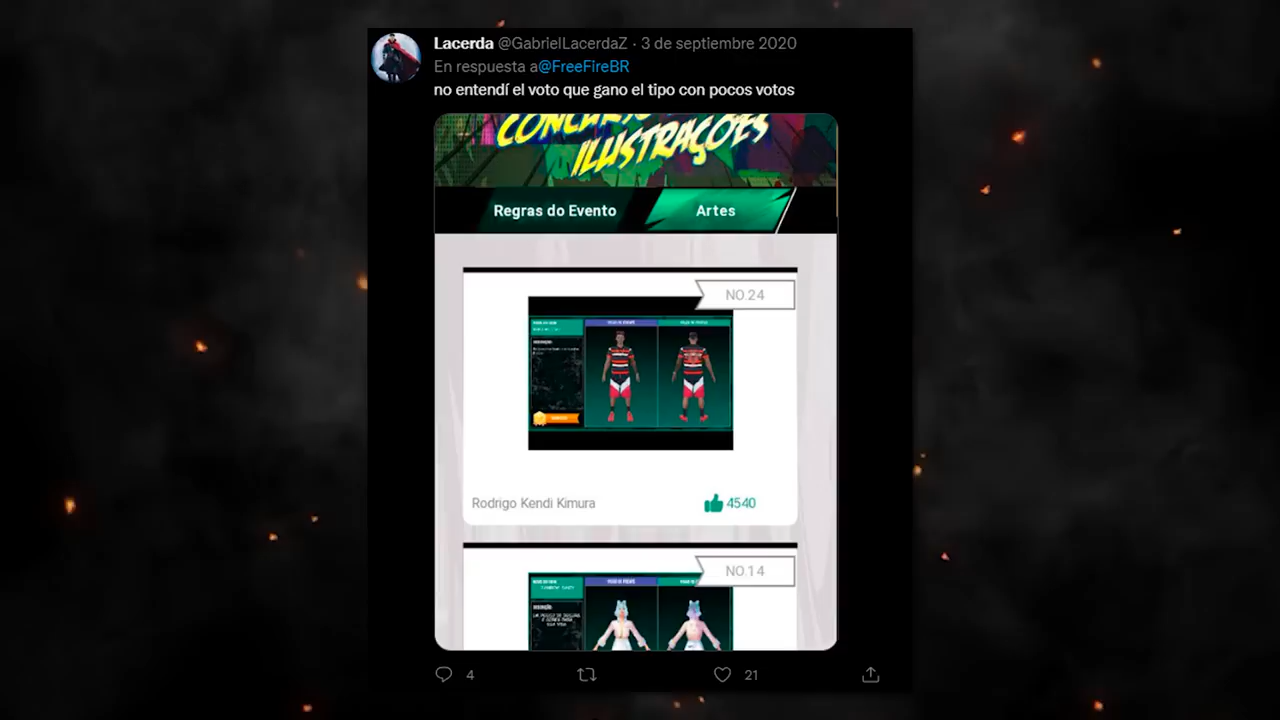 Lacerda @GabrielLacerdaZ · 3 de septiembre 2020
En respuesta a@FreeFireBR
no entendí el voto que gano el tipo con pocos votos
ILUSTRAÇÕES
Regras do Evento
Artes
NO.24
Rodrigo Kendi Kimura
4540
NO.14
4
21